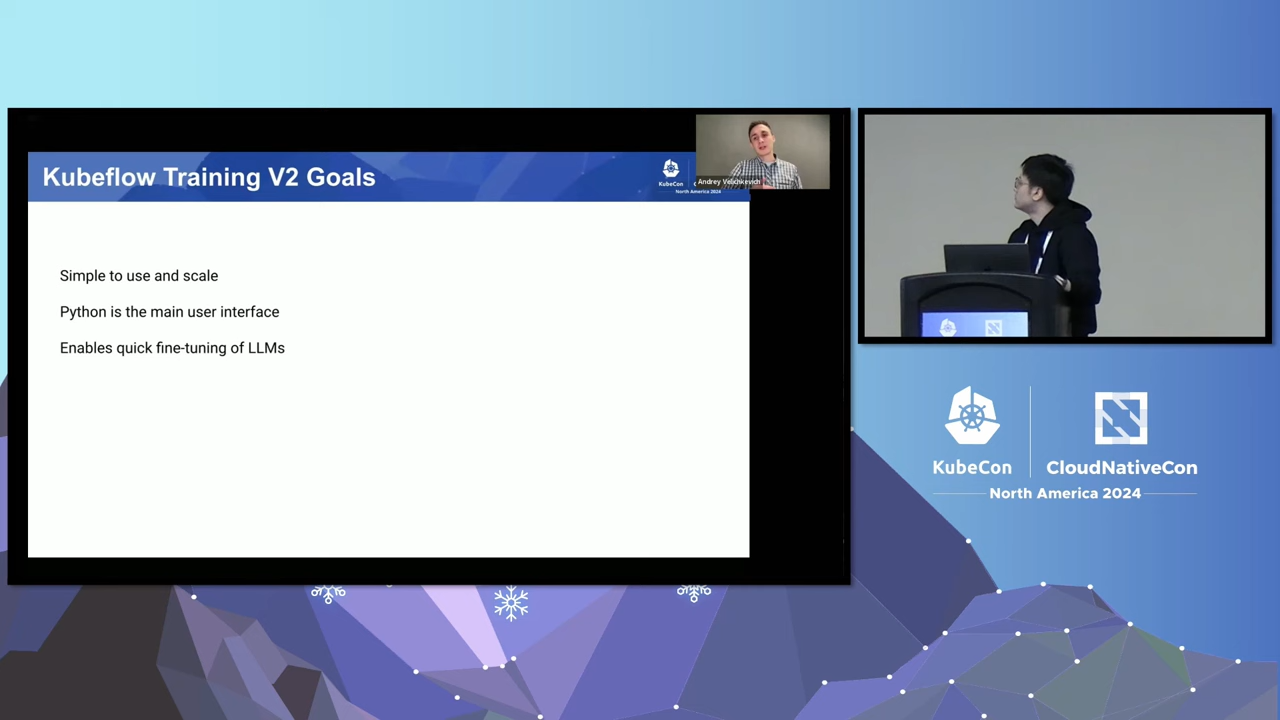 Kubeflow Training V2 Goals
KubeCon
North America 2024
Andrey Velichkevich
Simple to use and scale
Python is the main user interface
Enables quick fine-tuning of LLMs
KubeCon
CloudNativeCon
North America 2024